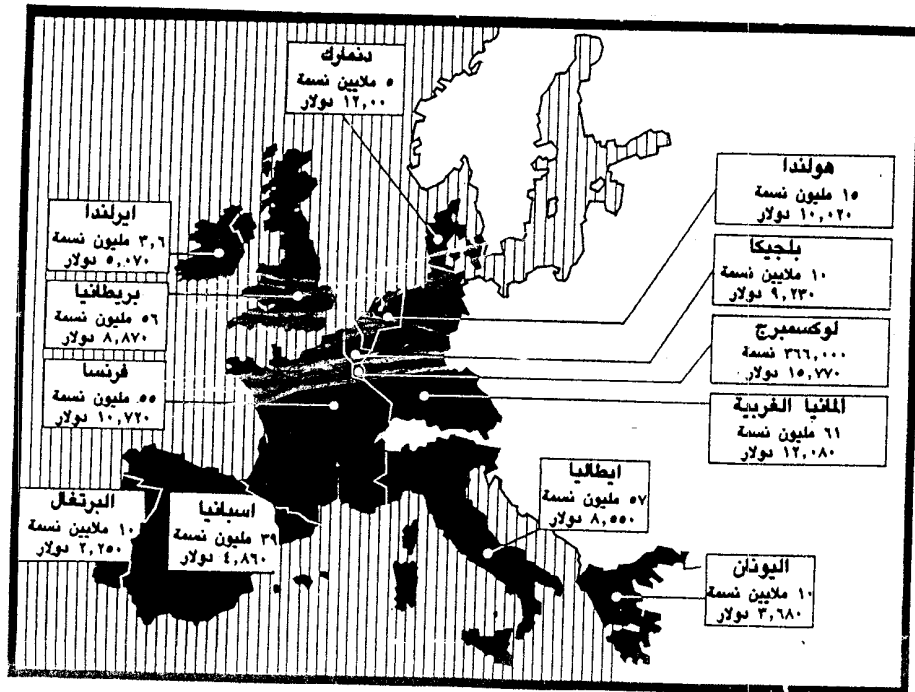 دنمارك
٥ ملايين نسمة
١٢,٠٠ دولار
هولندا
١٥ مليون نسمة
١٠,٠٢٠ دولار
ايرلندا
٣,٦ مليون نسمة
٥,٠٧٠ دولار
بلجيكا
١٠ ملايين نسمة
٩,٢٣٠ دولار
بريطانيا
٥٦ مليون نسمة
٨,٨٧٠ دولار
لوكسمبرج
٣٦٦,٠٠٠ نسمة
١٥,٧٧٠ دولار
فرنسا
٥٥ مليون نسمة
١٠,٧٢٠ دولار
المانيا الغربية
٦١ مليون نسمة
١٢,٠٨٠ دولار
ايطاليا
٥٧ مليون نسمة
٨,٥٥٠ دولار
اسبانيا
٣٩ مليون نسمة
٤,٨٦٠ دولار
البرتغال
١٠ ملايين نسمة
٢,٢٥٠ دولار
اليونان
١٠ ملايين نسمة
٣,٦٨٠ دولار